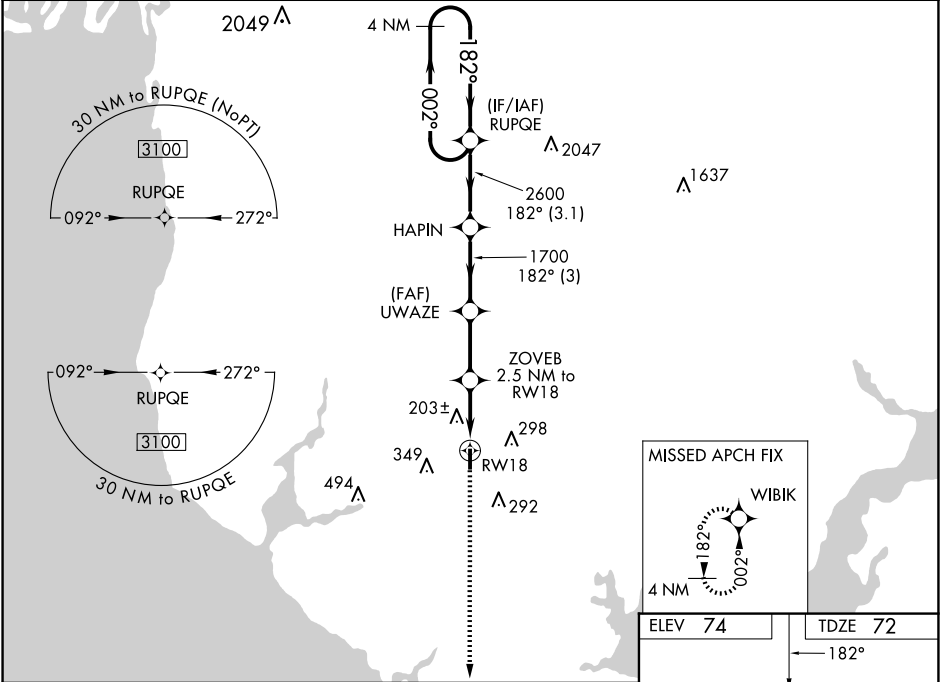 2049
4 NM
182°
002°
(IF/IAF)
RUPQE
2047
1637
30 NM to RUPQE (NoPT)
3100
RUPQE
092°
272°
2600
182° (3.1)
HAPIN
1700
182° (3)
(FAF)
UWAZE
ZOVEB
2.5 NM to
RW18
092°
272°
RUPQE
3100
30 NM to RUPQE
203±
298
349
RW18
494
292
MISSED APCH FIX
WIBIK
182°
002°
4 NM
ELEV 74
TDZE 72
182°